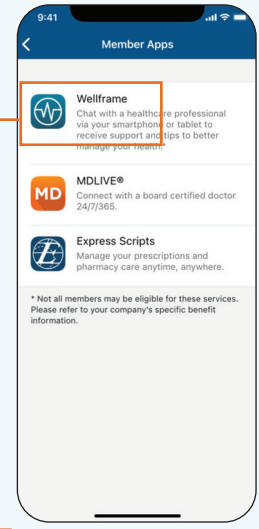 9:41
Member Apps
Wellframe
Chat with a healthcare professional
via your smartphone or tablet to
receive support and tips to better
manage your health.
MD
MDLIVE®
Connect with a board certified doctor
24/7/365.
Express Scripts
Manage your prescriptions and
pharmacy care anytime, anywhere.
* Not all members may be eligible for these services.
Please refer to your company's specific benefit
information.